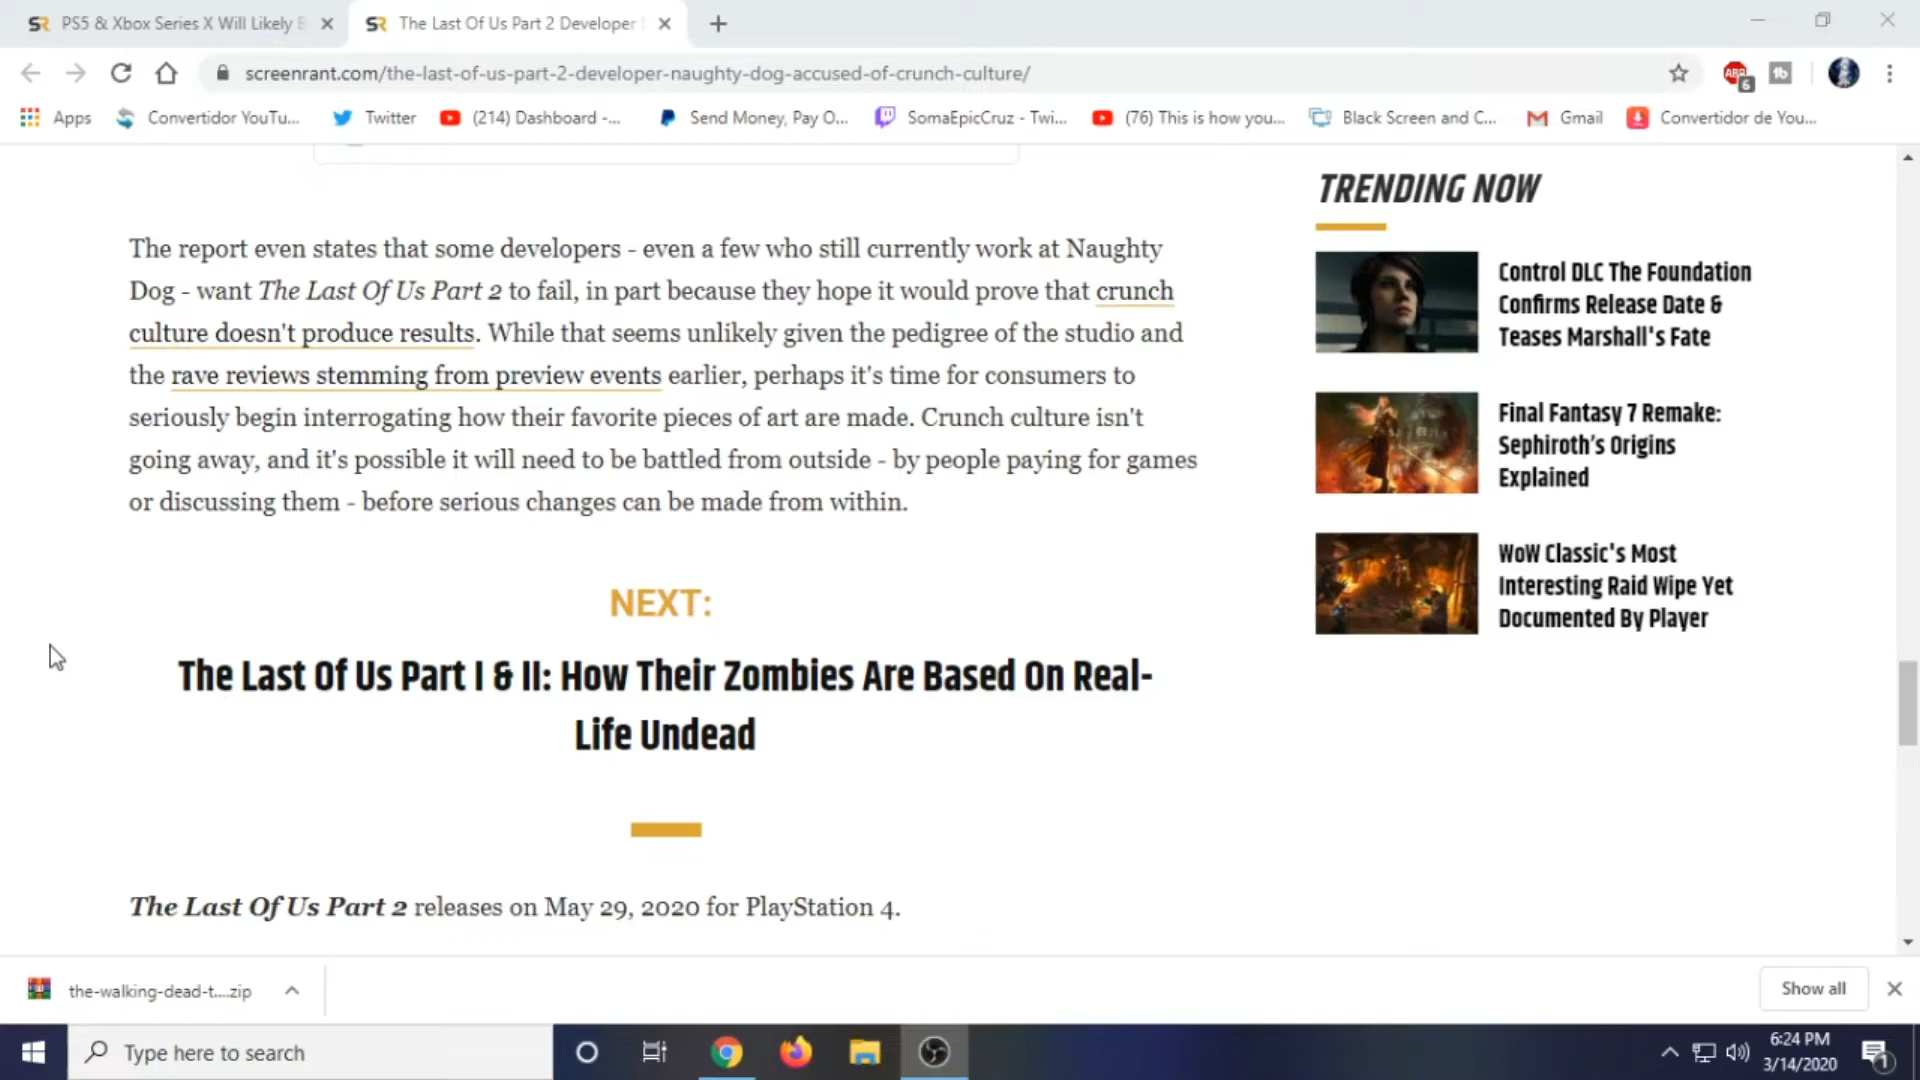 PS5 & Xbox Series X Will Likely B
The Last Of Us Part 2 Developer
screenrant.com/the-last-of-us-part-2-developer-naughty-dog-accused-of-crunch-culture/
ABP
6
Apps
Convertidor YouTu...
Twitter
(214) Dashboard -...
Send Money, Pay O...
SomaEpicCruz - Twi...
(76) This is how you...
Black Screen and C...
Gmail
Convertidor de You...
The report even states that some developers - even a few who still currently work at Naughty
Dog - want The Last Of Us Part 2 to fail, in part because they hope it would prove that crunch
culture doesn't produce results. While that seems unlikely given the pedigree of the studio and
the rave reviews stemming from preview events earlier, perhaps it's time for consumers to
seriously begin interrogating how their favorite pieces of art are made. Crunch culture isn't
going away, and it's possible it will need to be battled from outside - by people paying for games
or discussing them - before serious changes can be made from within.
NEXT:
The Last Of Us Part I & II: How Their Zombies Are Based On Real-
Life Undead
The Last Of Us Part 2 releases on May 29, 2020 for PlayStation 4.
TRENDING NOW
Control DLC The Foundation
Confirms Release Date &
Teases Marshall's Fate
Final Fantasy 7 Remake:
Sephiroth's Origins
Explained
WoW Classic's Most
Interesting Raid Wipe Yet
Documented By Player
the-walking-dead-t....zip
Show all
Type here to search
6:24 PM
3/14/2020
1